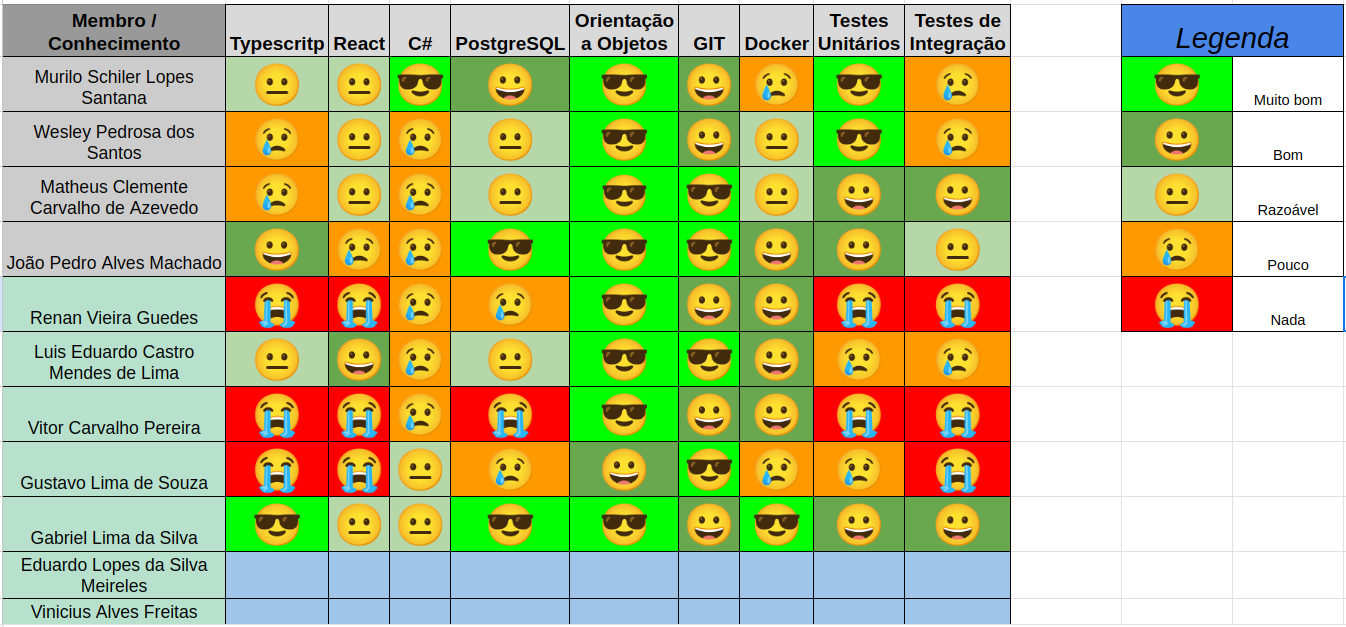 Membro /
Conhecimento
Typescritp
React
C#
PostgreSQL
Orientação
a Objetos
GIT
Docker
Testes
Unitários
Testes de
Integração
Legenda
Murilo Schiler Lopes
Santana
Muito bom
Wesley Pedrosa dos
Santos
Bom
Matheus Clemente
Carvalho de Azevedo
Razoável
João Pedro Alves Machado
Pouco
Renan Vieira Guedes
Nada
Luis Eduardo Castro
Mendes de Lima
Vitor Carvalho Pereira
Gustavo Lima de Souza
Gabriel Lima da Silva
Eduardo Lopes da Silva
Meireles
Vinicius Alves Freitas